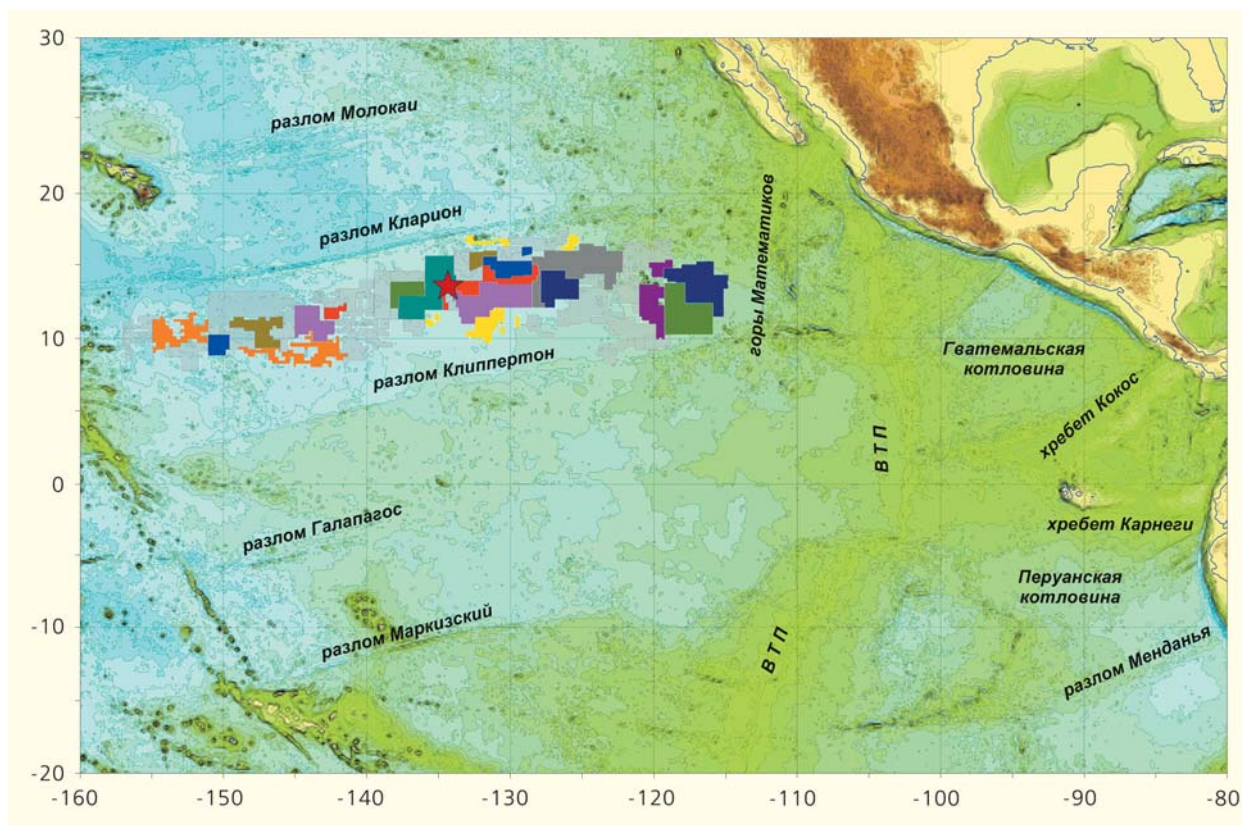 30
разлом Молокаи
20
разлом Кларион
горы Математиков
10
разлом Клиппертон
Гватемальская
котловина
хребет Кокос
ВТП
0
разлом Галапагос
хребет Карнеги
Перуанская
котловина
-10
разлом Маркизский
ВТП
разлом Менданья
-20
-160
-150
-140
-130
-120
-110
-100
-90
-80